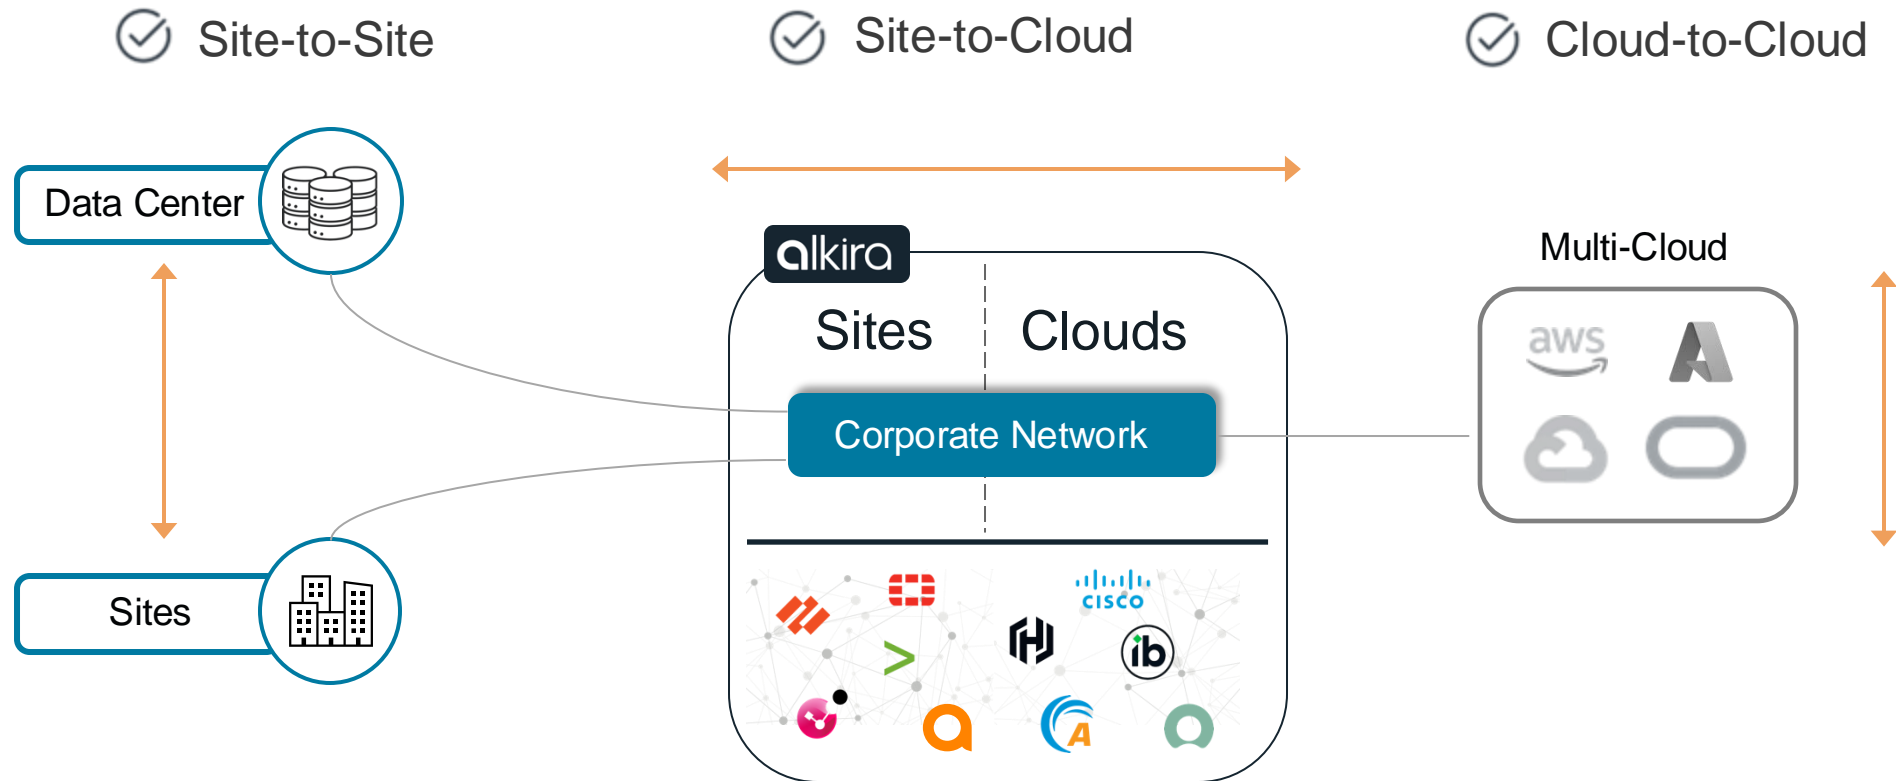 Site-to-Site
Site-to-Cloud
Cloud-to-Cloud
Data Center
alkira
Multi-Cloud
Sites
Clouds
aws
Corporate Network
Sites
CISCO
ib
A